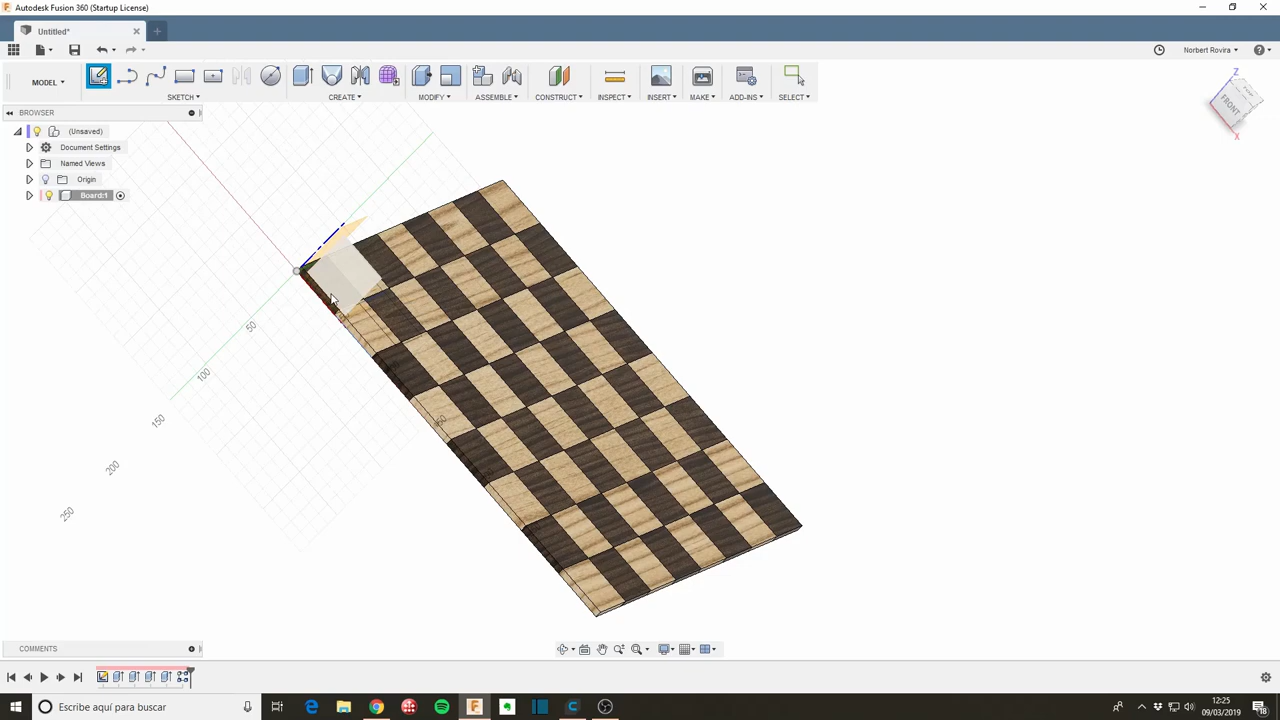 Autodesk Fusion 360 (Startup License)
Untitled*
Norbert Rovira
MODEL
SKETCH
CREATE
MODIFY
ASSEMBLE
CONSTRUCT
INSPECT
INSERT
MAKE
ADD-INS
SELECT
BROWSER
(Unsaved)
Document Settings
Named Views
Origin
Board:1
Z
FRONT
X
50
100
150
200
250
COMMENTS
Escribe aquí para buscar
12:25
09/03/2019
18